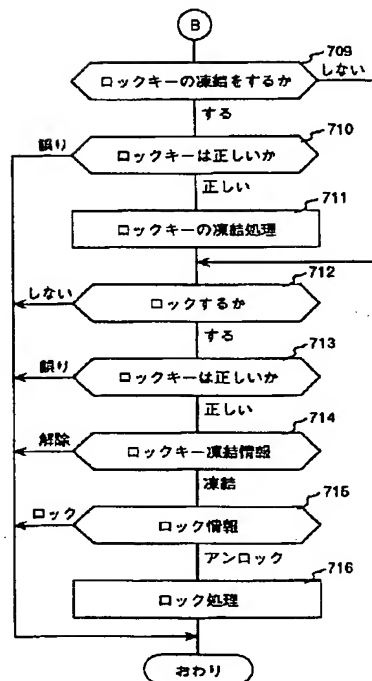 B
709
ロックキーの凍結をするか
しない
する
710
誤り
ロックキーは正しいか
正しい
711
ロックキーの凍結処理
712
しない
ロックするか
する
713
誤り
ロックキーは正しいか
正しい
714
解除
ロックキー凍結情報
凍結
715
ロック
ロック情報
アンロック
716
ロック処理
おわり